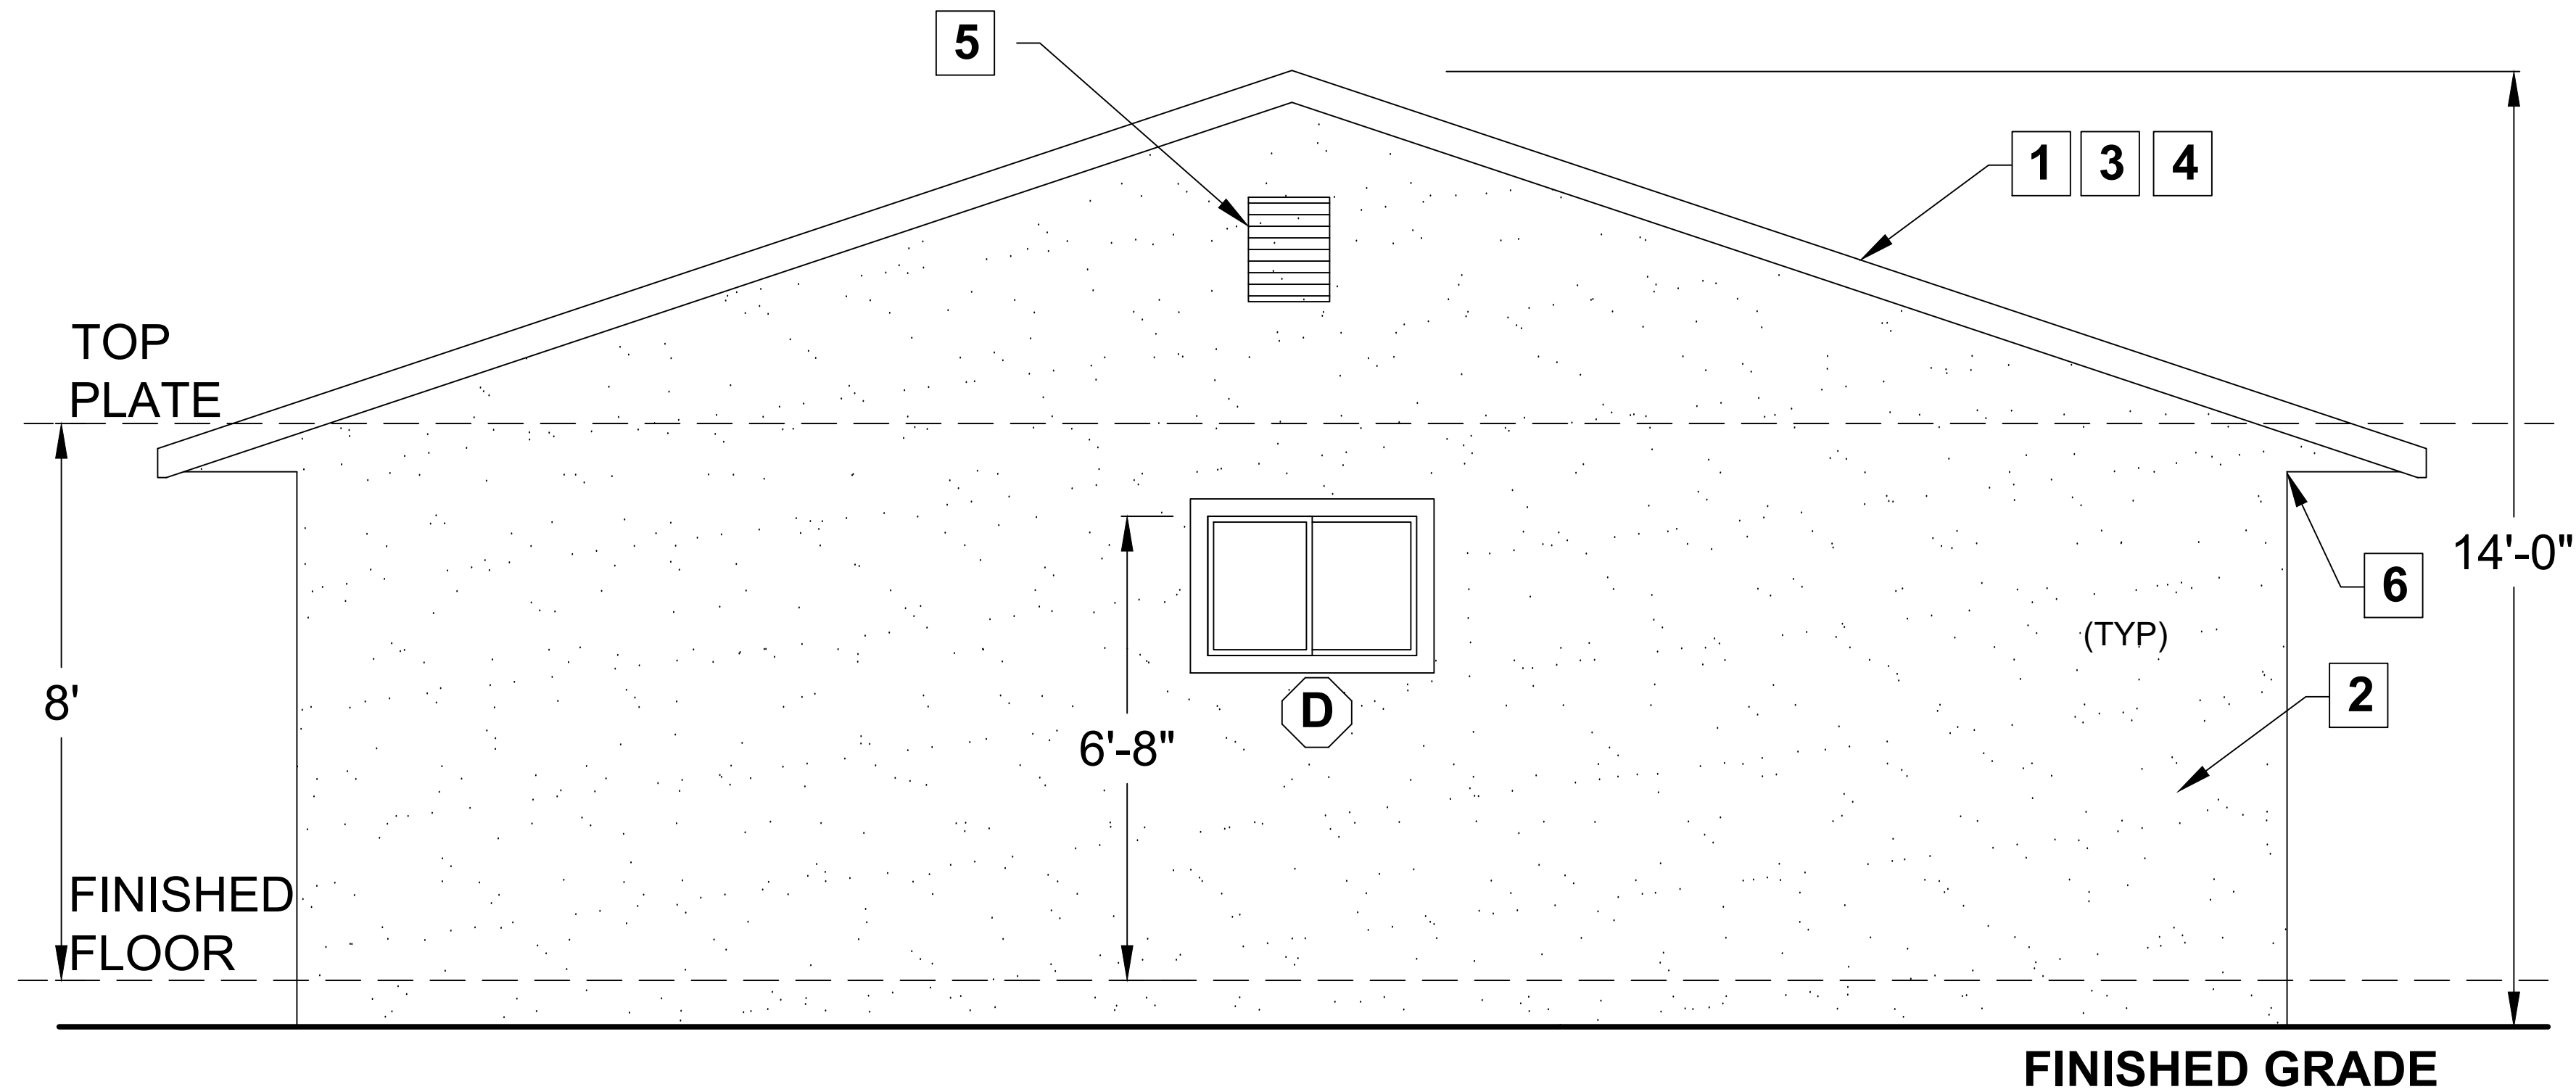 5
1 3 4
TOP
PLATE
14'-0"
6
(TYP)
2
8'
D
6'-8"
FINISHED
FLOOR
FINISHED GRADE